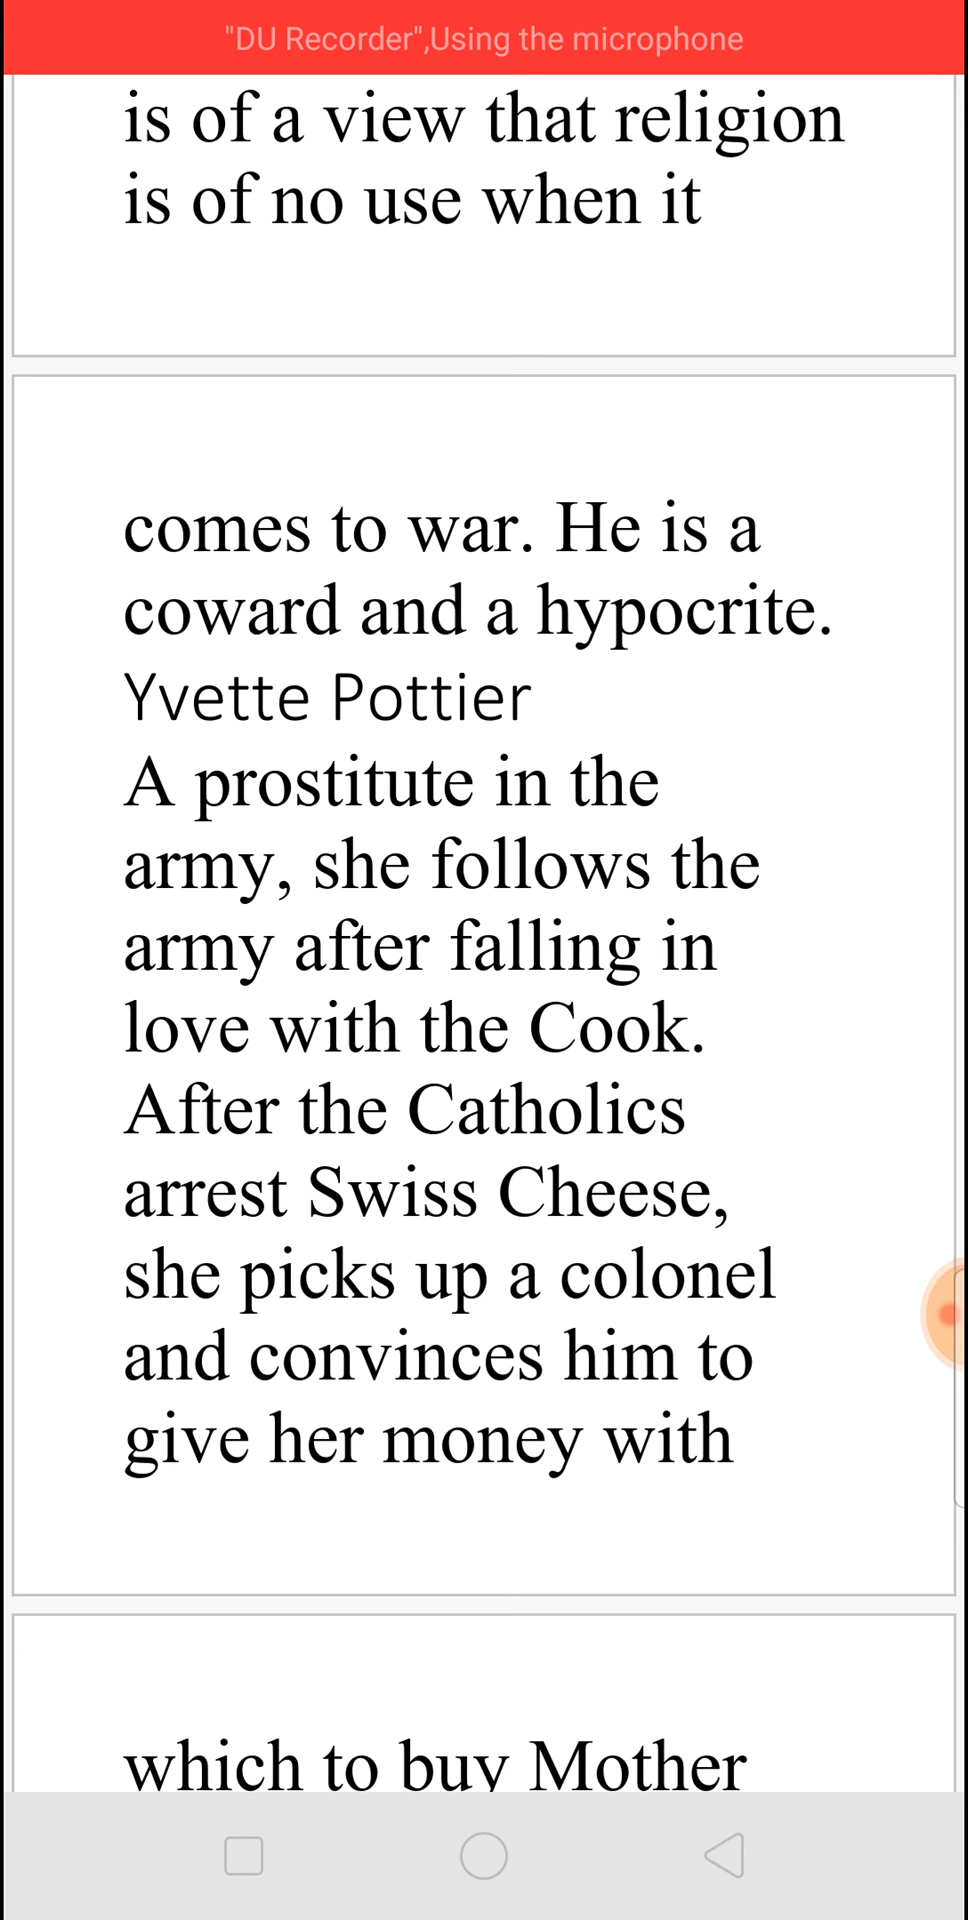 "DU Recorder",Using the microphone
is of a view that religion
is of no use when it
comes to war. He is a
coward and a hypocrite.
Yvette Pottier
A prostitute in the
army, she follows the
army after falling in
love with the Cook.
After the Catholics
arrest Swiss Cheese,
she picks up a colonel
and convinces him to
give her money with
which to buy Mother